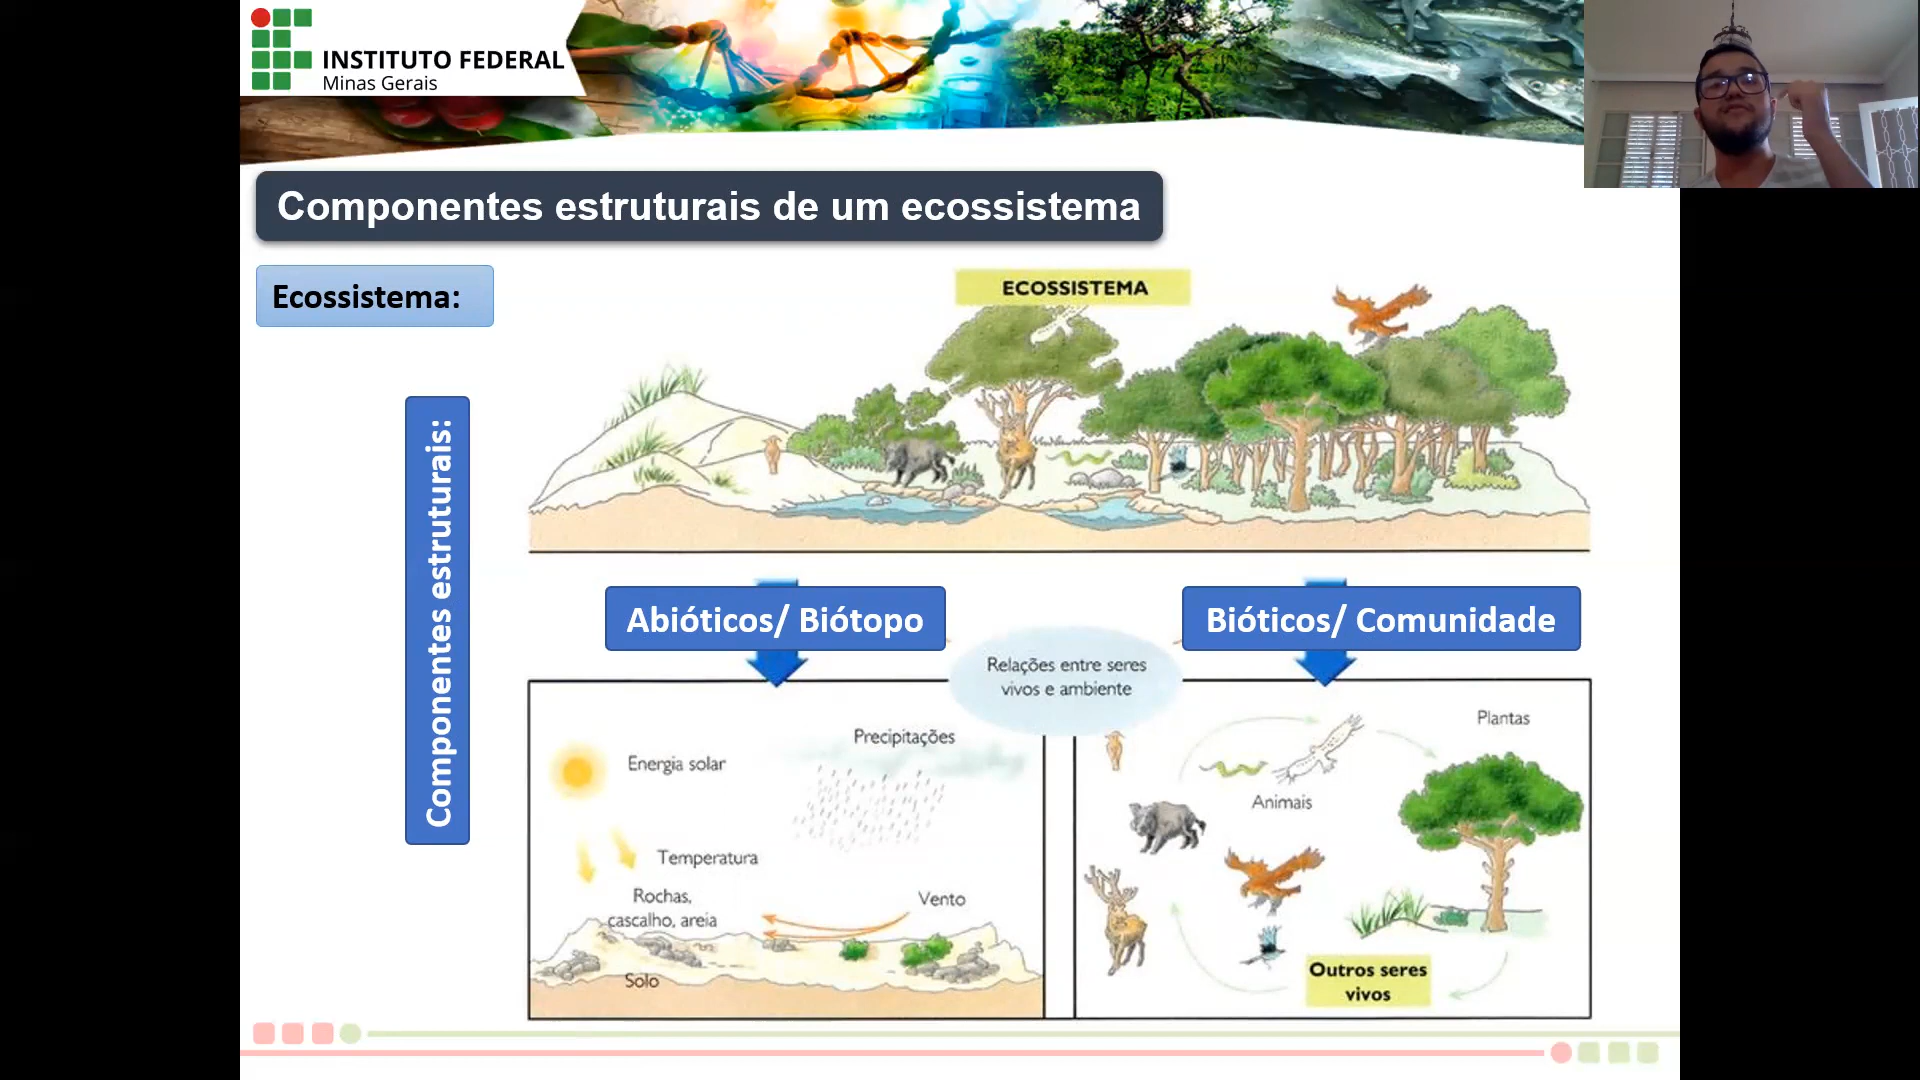 INSTITUTO FEDERAL
Minas Gerais
Componentes estruturais de um ecossistema
Ecossistema:
ECOSSISTEMA
Componentes estruturais:
Abióticos/ Biótopo
Bióticos/ Comunidade
Relações entre seres
vivos e ambiente
Energia solar
Precipitações
Temperatura
Rochas,
cascalho, areia
Vento
Solo
Plantas
Animais
Outros seres
vivos